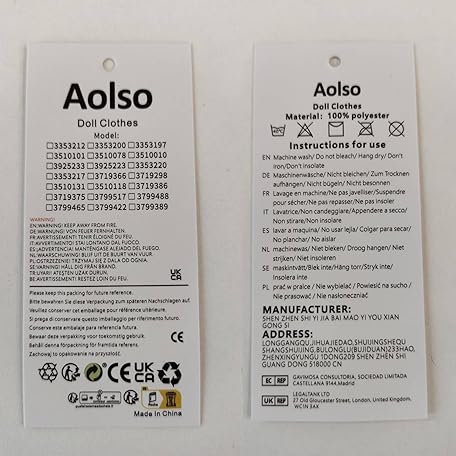 Aolso
Doll Clothes
Model:
□3353212 □3353200 □3353197
□3510101 □3510078 □3510010
□3925233 □3925223 □3353220
□3353217 □3719366 □3719298
□3510131 □3510118 □3719386
□3719375 □3799517 □3799488
□3799465 □3799422 □3799389
WARNING!
EN:WARNING! KEEP AWAY FROM FIRE.
DE:WARNUNG! VON FEUER FERNHALTEN.
FR:AVERTISSEMENT! TENIR ÉLOIGNÉ DU FEU.
IT:AVVERTIMENTO! STAI LONTANO DAL FUOCO.
ES:¡ADVERTENCIA! MANTÉNGASE ALEJADO DEL FUEGO.
NL:WAARSCHUWING! BLIJF UIT DE BUURT VAN VUUR.
PL:OSTRZEŻENIE! TRZYMAJ SIĘ Z DALA OD OGNIA.
SE:WARNING! HÅLL DIG FRÅN BRAND.
TR:UYARI! ATEŞTEN UZAK DURUN.
BE:AVERTISSEMENT! RESTEZ LOIN DU FEU.
UK
CA
Please keep this packing for future reference.
Bitte bewahren Sie diese Verpackung zum späteren Nachschlagen auf.
Veuillez conserver cet emballage pour référence ultérieure.
Si prega di conservare questo imballaggio per riferimento futuro.
Conserve este embalaje para referencia futura.
Bewaar deze verpakking voor toekomstig gebruik.
Behåll denna förpackning för framtida referens.
Zachowaj to opakowanie na przyszłość.
CE
CE
UK
CA
Made in China
Aolso
Doll Clothes
Material: 100% polyester
Instructions for use
EN Machine wash/ Do not bleach/ Hang dry/ Don't
iron/Don't insolate
DE Maschinenwäsche/ Nicht bleichen/ Zum Trocknen
aufhängen/ Nicht bügeln/ Nicht isolieren
FR Lavage en machine/ Ne pas javelliser/ Suspendre
pour sécher/ Ne pas repasser/ Ne pas isoler
IT Lavatrice/Non candeggiare/ Appendere a secco/
Non stirare/ Non insolare
ES lavar a maquina/ No usar lejia/ Colgar para secar/
No planchar/ No aislar
NL machinewas/ Niet bleken/ Droog hangen/ Niet
strijken/ Niet insoleren
SE maskintvätt/Blek inte/Häng torr/Stryk inte/
Insolera inte
PL prać w pralce/ Nie wybielać/ Powieść na sucho/
Nie prasować/ Nie nasłoneczniać
MANUFACTURER:
SHEN ZHEN SHI YI JIA BAI MAO YI YOU XIAN
GONG SI
ADDRESS:
LONGGANGQU,JIHUAJIEDAO,SHUIJINGSHEQU
SHANGSHUIJING,BULONGLU(BUJIDUAN)233HAO,
ZHENXINGYUNGU 1DONG209 SHEN ZHEN SHI
GUANG DONG 518000 CN
EC REP GAVIMOSA CONSULTORIA, SOCIEDAD LIMITADA
CASTELLANA 9144,Madrid
UK REP LEGALTANK LTD
27 Old Gloucester Street, London, United Kingdom,
WC1N 3AX